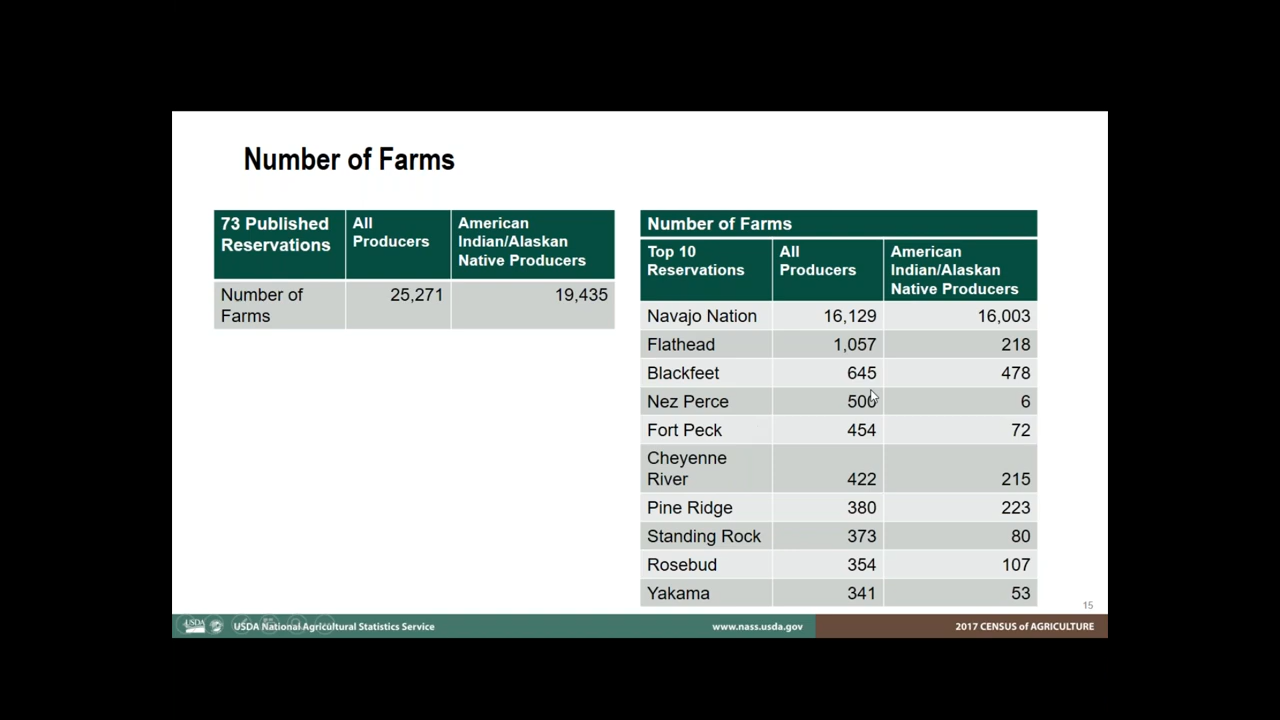 Number of Farms
73 Published All American
Reservations Producers Indian/Alaskan
Native Producers
Number of 25,271 19,435
Farms
Number of Farms
Top 10 All American
Reservations Producers Indian/Alaskan
Native Producers
Navajo Nation 16,129 16,003
Flathead 1,057 218
Blackfeet 645 478
Nez Perce 6
Fort Peck 454 72
Cheyenne
River 422 215
Pine Ridge 380 223
Standing Rock 373 80
Rosebud 354 107
Yakama 341 53
15
USDA USDA National Agricultural Statistics Service www.nass.usda.gov 2017 CENSUS of AGRICULTURE